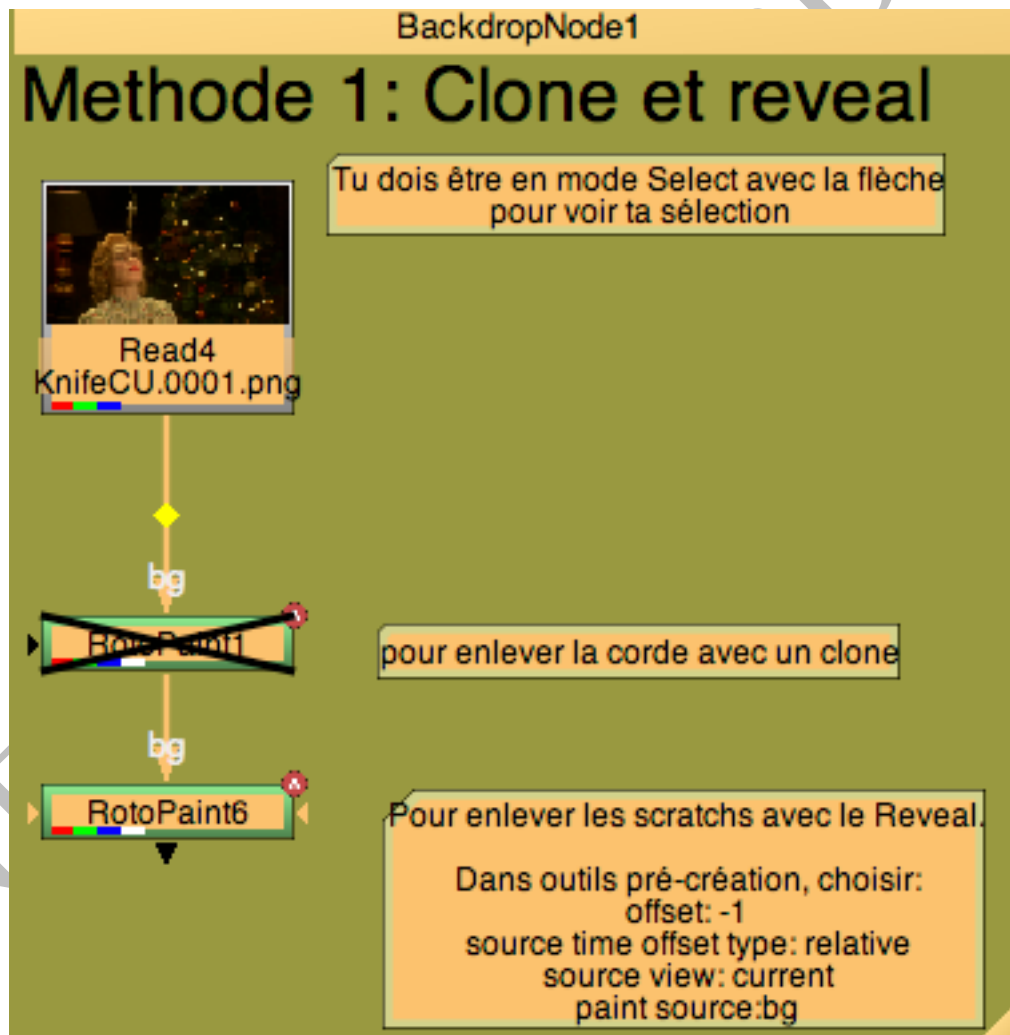 BackdropNode1
Methode 1: Clone et reveal
Tu dois être en mode Select avec la flèche
pour voir ta sélection
Read4
KnifeCU.0001.png
bg
RotoPaint1
pour enlever la corde avec un clone
bg
RotoPaint6
Pour enlever les scratchs avec le Reveal.
Dans outils pré-création, choisir:
offset: -1
source time offset type: relative
source view: current
paint source:bg